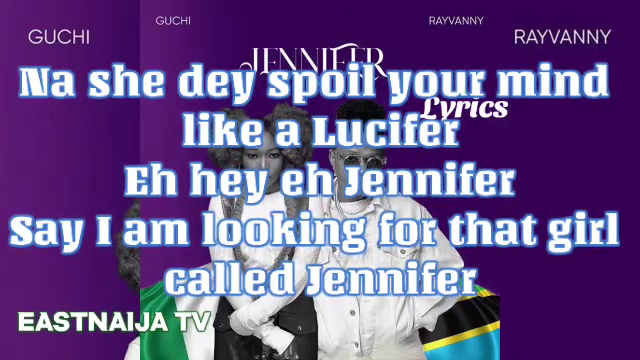 GUCHI
RAYVANNY
GUCHI
RAYVANNY
JENNIFER
Na she dey spoil your mind
Lyrics
like a Lucifer
Eh hey eh Jennifer
Say I am looking for that girl
called Jennifer
EASTNAIJA TV